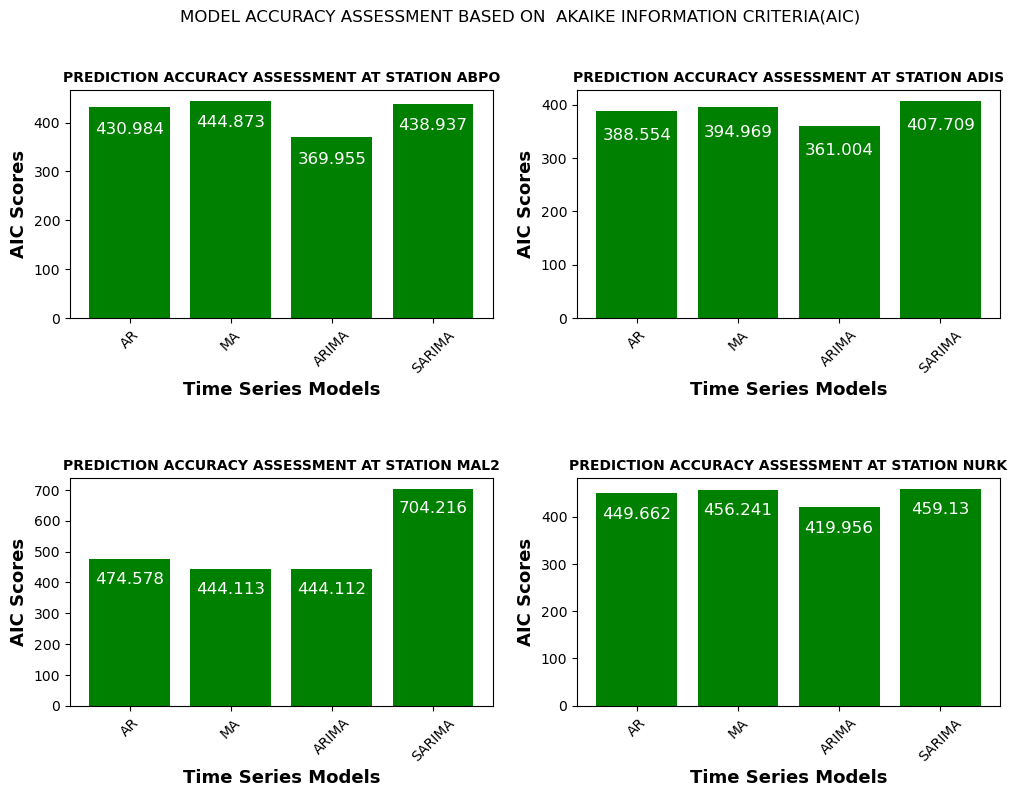 MODEL ACCURACY ASSESSMENT BASED ON  AKAIKE INFORMATION CRITERIA(AIC)
PREDICTION ACCURACY ASSESSMENT AT STATION ABPO
AIC Scores
400
300
200
100
0
430.984
444.873
369.955
438.937
AR
MA
ARIMA
SARIMA
Time Series Models
PREDICTION ACCURACY ASSESSMENT AT STATION ADIS
AIC Scores
400
300
200
100
0
388.554
394.969
361.004
407.709
AR
MA
ARIMA
SARIMA
Time Series Models
PREDICTION ACCURACY ASSESSMENT AT STATION MAL2
AIC Scores
700
600
500
400
300
200
100
0
474.578
444.113
444.112
704.216
AR
MA
ARIMA
SARIMA
Time Series Models
PREDICTION ACCURACY ASSESSMENT AT STATION NURK
AIC Scores
400
300
200
100
0
449.662
456.241
419.956
459.13
AR
MA
ARIMA
SARIMA
Time Series Models